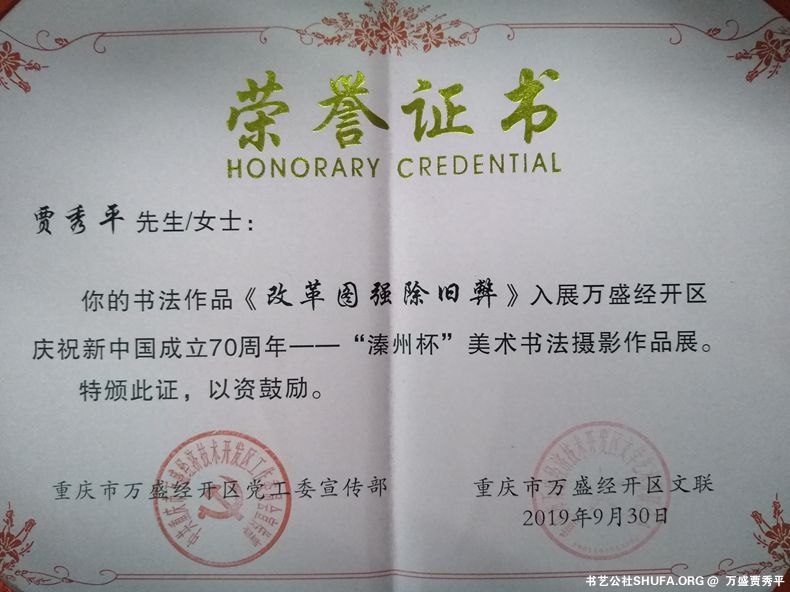 荣誉证书
HONORARY CREDENTIAL
贾秀平 先生/女士：
你的书法作品《改革图强除旧弊》入展万盛经开区
庆祝新中国成立70周年——“溱州杯”美术书法摄影作品展。
特颁此证，以资鼓励。
重庆市万盛经开区党工委宣传部
重庆市万盛经开区文联
2019年9月30日
书艺公社SHUFA.ORG @ 万盛贾秀平